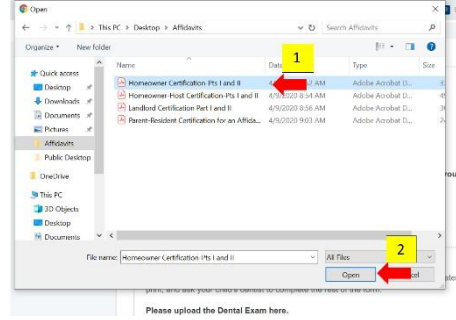 Open
This PC > Desktop > Affidavits
Search Affidavits
Organize New folder
Name Type Size
Quick access
Desktop
Downloads
Documents
Pictures
Affidavits
Public Desktop
OneDrive
This PC
3D Objects
Desktop
Documents
1
Homeowner Certification-Pts I and II AM Adobe Acrobat D...
Homeowner-Host Certification-Pts I and II 4/9/2020 8:54 AM Adobe Acrobat D...
Landlord Certification Part I and II 4/9/2020 8:56 AM Adobe Acrobat D...
Parent-Resident Certification for an Affida... 4/9/2020 9:03 AM Adobe Acrobat D...
File name: Homeowner Certification-Pts I and II All Files
2
Open
print, and ask your child's dentist to complete the rest of the form.
Please upload the Dental Exam here.